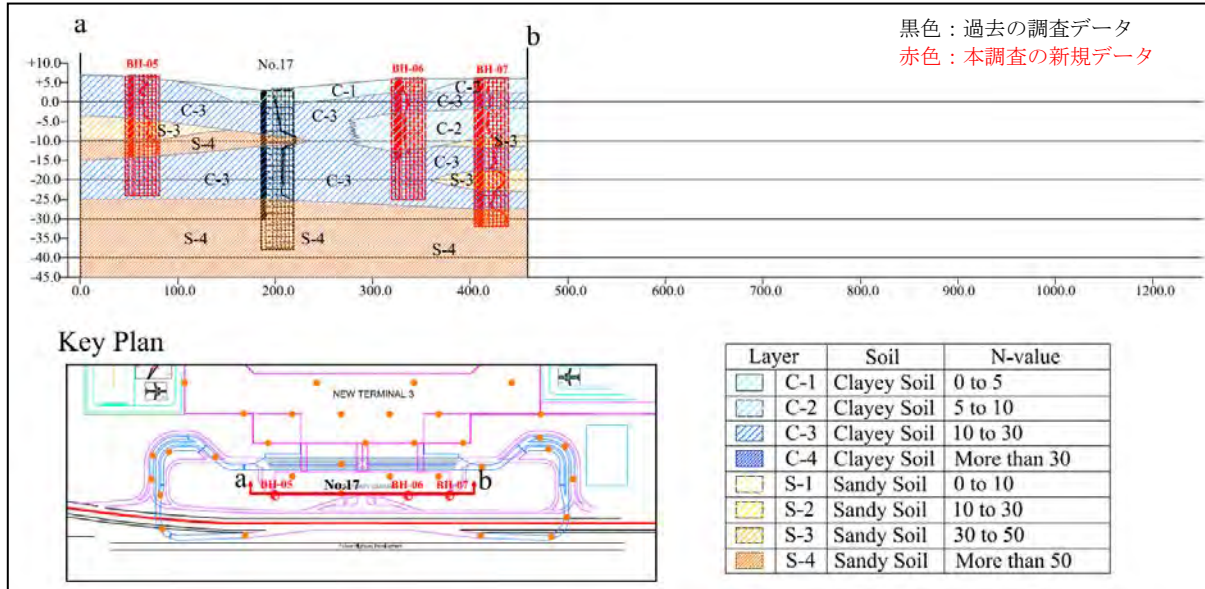 a
b
黒色：過去の調査データ
赤色：本調査の新規データ
BH-05 No.17 BH-06 BH-07
+10.0
+5.0
0.0
-5.0
-10.0
-15.0
-20.0
-25.0
-30.0
-35.0
-40.0
-45.0
C-1
C-3
C-3
C-3
C-3
S-3
C-2
S-4
S-3
C-3
C-3
C-3
S-3
S-4
S-4
S-4
0.0 100.0 200.0 300.0 400.0 500.0 600.0 700.0 800.0 900.0 1000.0 1100.0 1200.0
Key Plan
NEW TERMINAL 3
a
b
BH-05 No.17 BH-06 BH-07
Layer Soil N-value
C-1 Clayey Soil 0 to 5
C-2 Clayey Soil 5 to 10
C-3 Clayey Soil 10 to 30
C-4 Clayey Soil More than 30
S-1 Sandy Soil 0 to 10
S-2 Sandy Soil 10 to 30
S-3 Sandy Soil 30 to 50
S-4 Sandy Soil More than 50